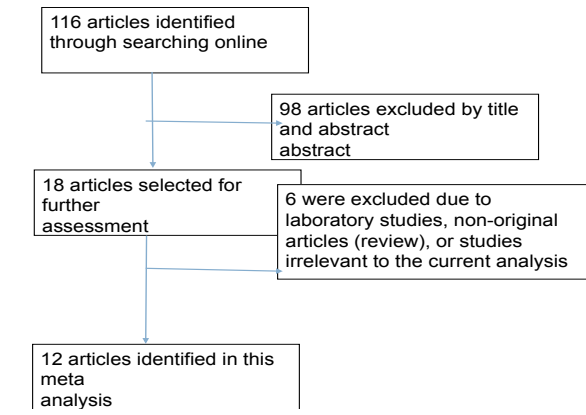 116 articles identified
through searching online
98 articles excluded by title
and abstract
abstract
18 articles selected for
further
assessment
6 were excluded due to
laboratory studies, non-original
articles (review), or studies
irrelevant to the current analysis
12 articles identified in this
meta
analysis